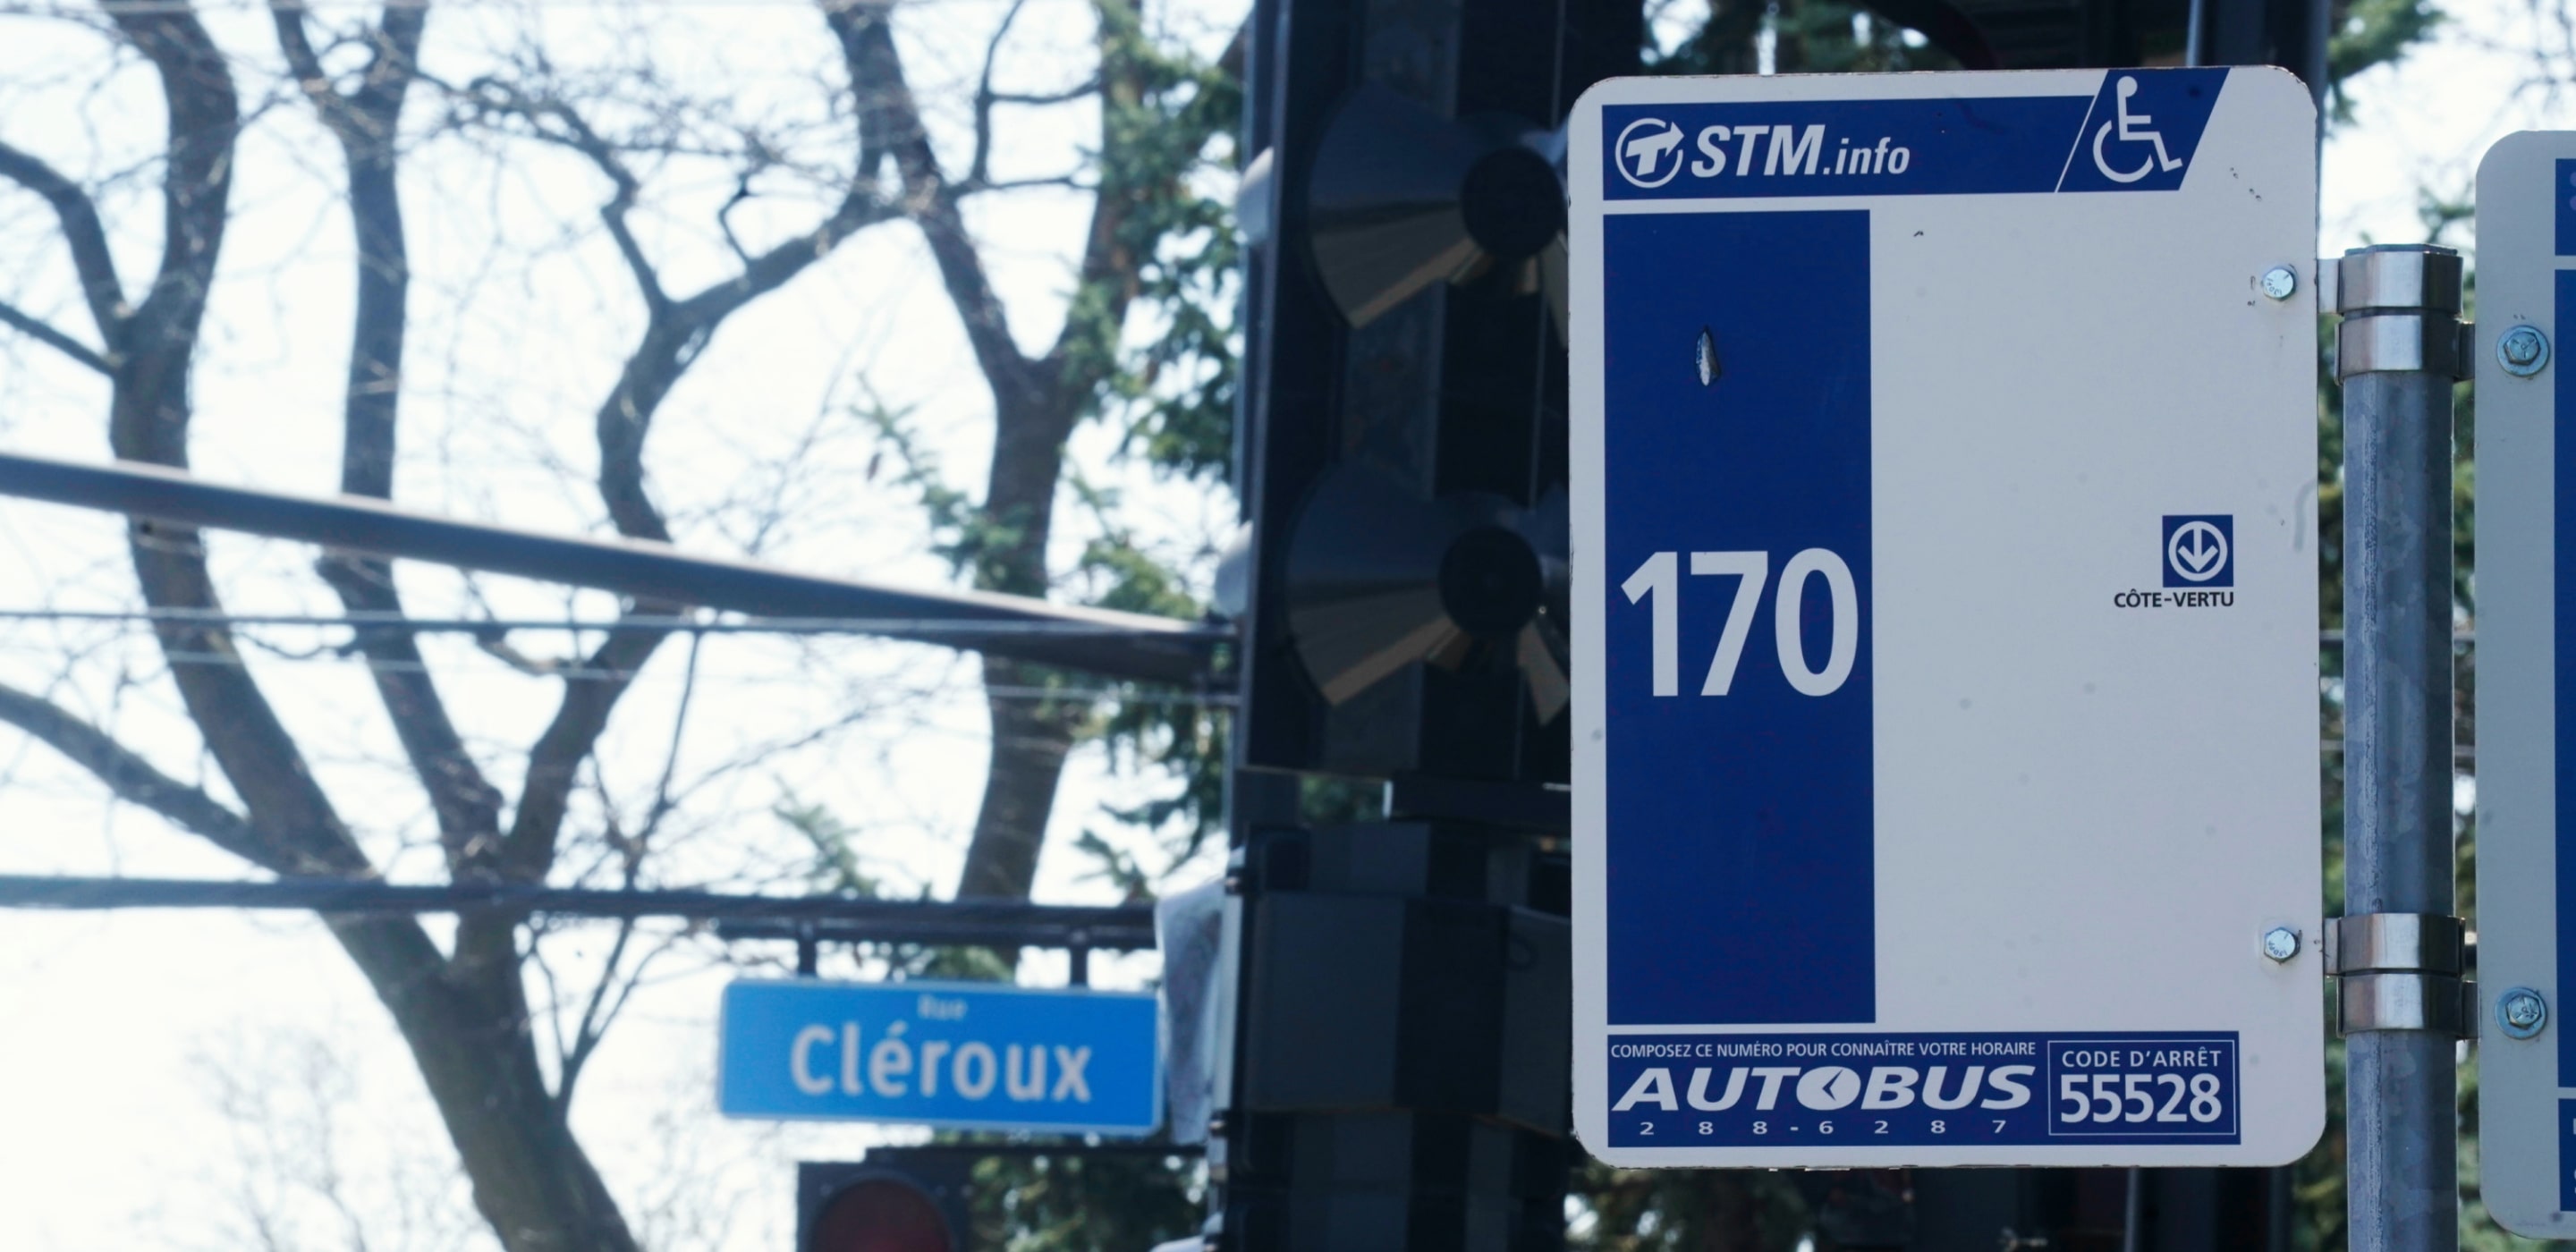 STM.info
170
CÔTE-VERTU
COMPOSEZ CE NUMÉRO POUR CONNAÎTRE VOTRE HORAIRE
AUTOBUS
288-6287
CODE D'ARRÊT
55528
Rue
Cléroux